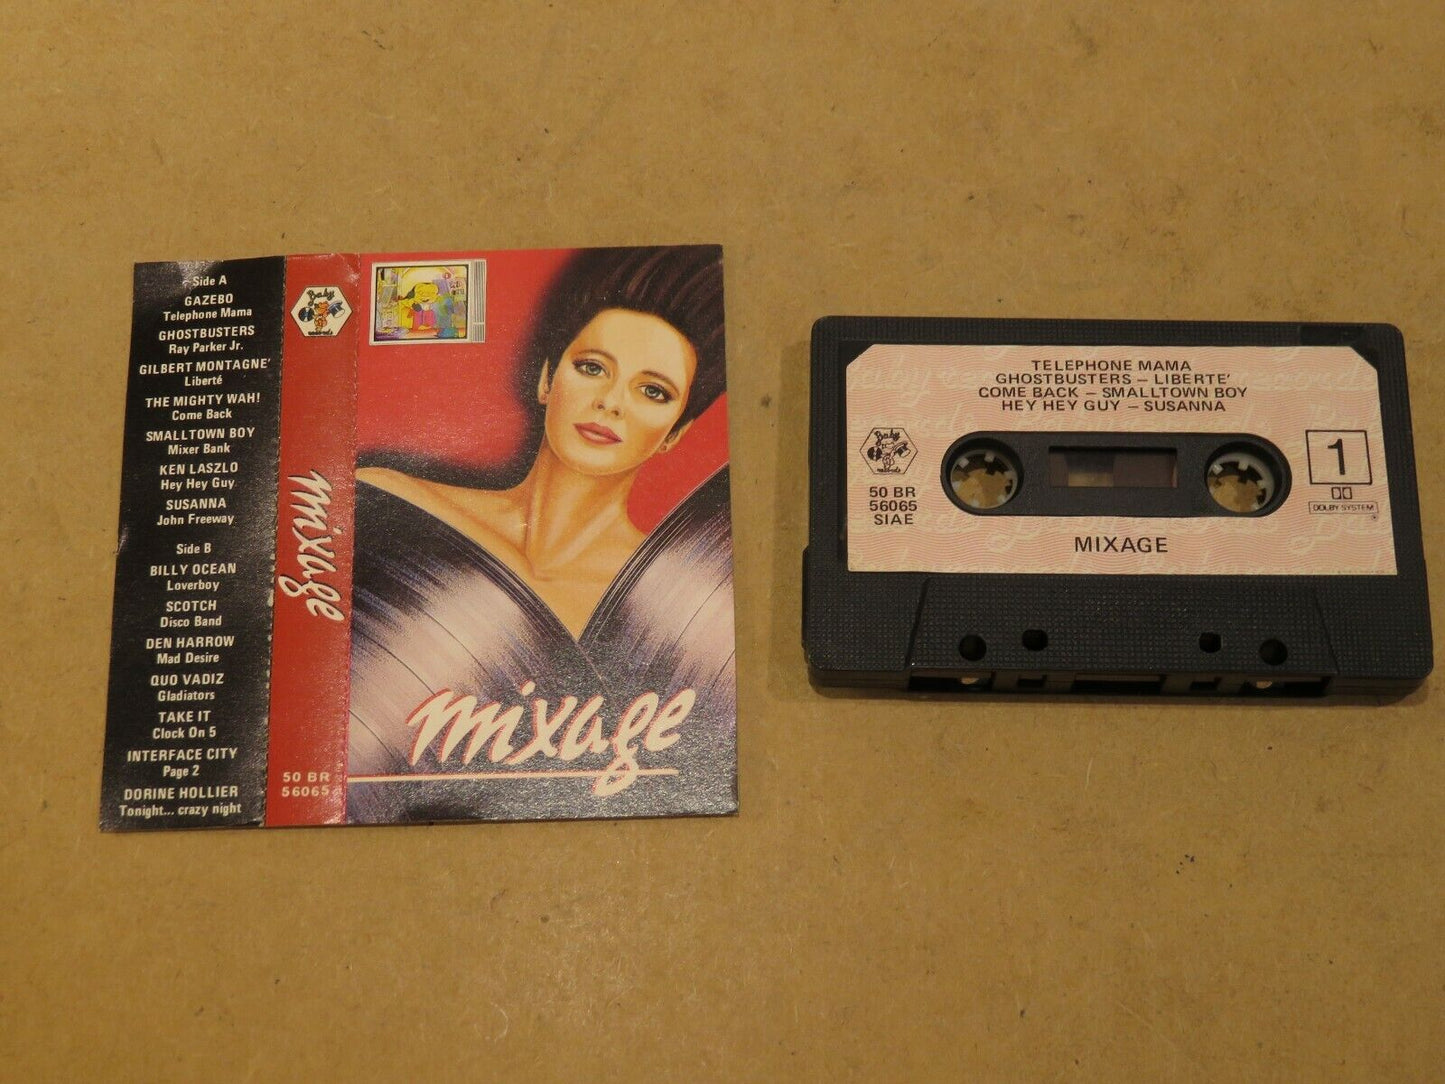 Side A
GAZEBO
Telephone Mama
GHOSTBUSTERS
Ray Parker Jr.
GILBERT MONTAGNE'
Liberté
THE MIGHTY WAH!
Come Back
SMALLTOWN BOY
Mixer Bank
KEN LASZLO
Hey Hey Guy
SUSANNA
John Freeway
Side B
BILLY OCEAN
Loverboy
SCOTCH
Disco Band
DEN HARROW
Mad Desire
QUO VADIZ
Gladiators
TAKE IT
Clock On 5
INTERFACE CITY
Page 2
DORINE HOLLIER
Tonight... crazy night
Baby
records
mixage
50 BR
56065
mixage
TELEPHONE MAMA
GHOSTBUSTERS – LIBERTE'
COME BACK – SMALLTOWN BOY
HEY HEY GUY – SUSANNA
Baby
records
50 BR
56065
SIAE
1
DOLBY SYSTEM
®
MIXAGE